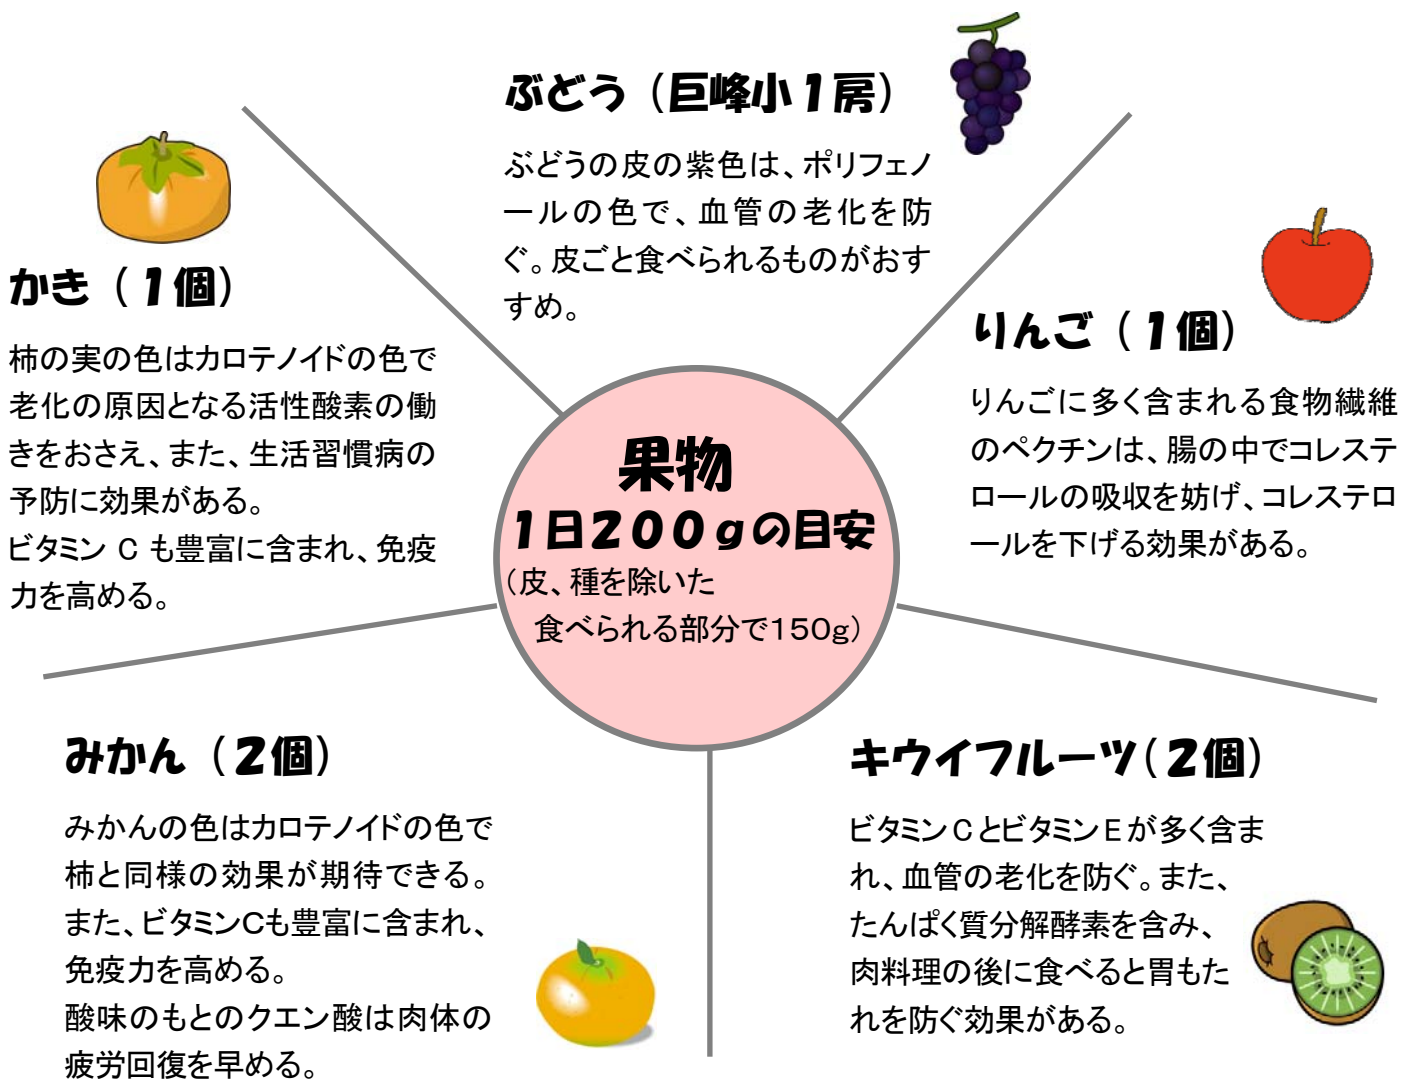 ぶどう（巨峰小１房）
ぶどうの皮の紫色は、ポリフェノ
ールの色で、血管の老化を防
ぐ。皮ごと食べられるものがおす
すめ。
かき（１個）
柿の実の色はカロテノイドの色で
老化の原因となる活性酸素の働
きをおさえ、また、生活習慣病の
予防に効果がある。
ビタミン C も豊富に含まれ、免疫
力を高める。
りんご（１個）
りんごに多く含まれる食物繊維
のペクチンは、腸の中でコレステ
ロールの吸収を妨げ、コレステロ
ールを下げる効果がある。
果物
１日２００ｇの目安
（皮、種を除いた
食べられる部分で150g）
みかん（２個）
みかんの色はカロテノイドの色で
柿と同様の効果が期待できる。
また、ビタミンCも豊富に含まれ、
免疫力を高める。
酸味のもとのクエン酸は肉体の
疲労回復を早める。
キウイフルーツ（２個）
ビタミンＣとビタミンＥが多く含ま
れ、血管の老化を防ぐ。また、
たんぱく質分解酵素を含み、
肉料理の後に食べると胃もた
れを防ぐ効果がある。